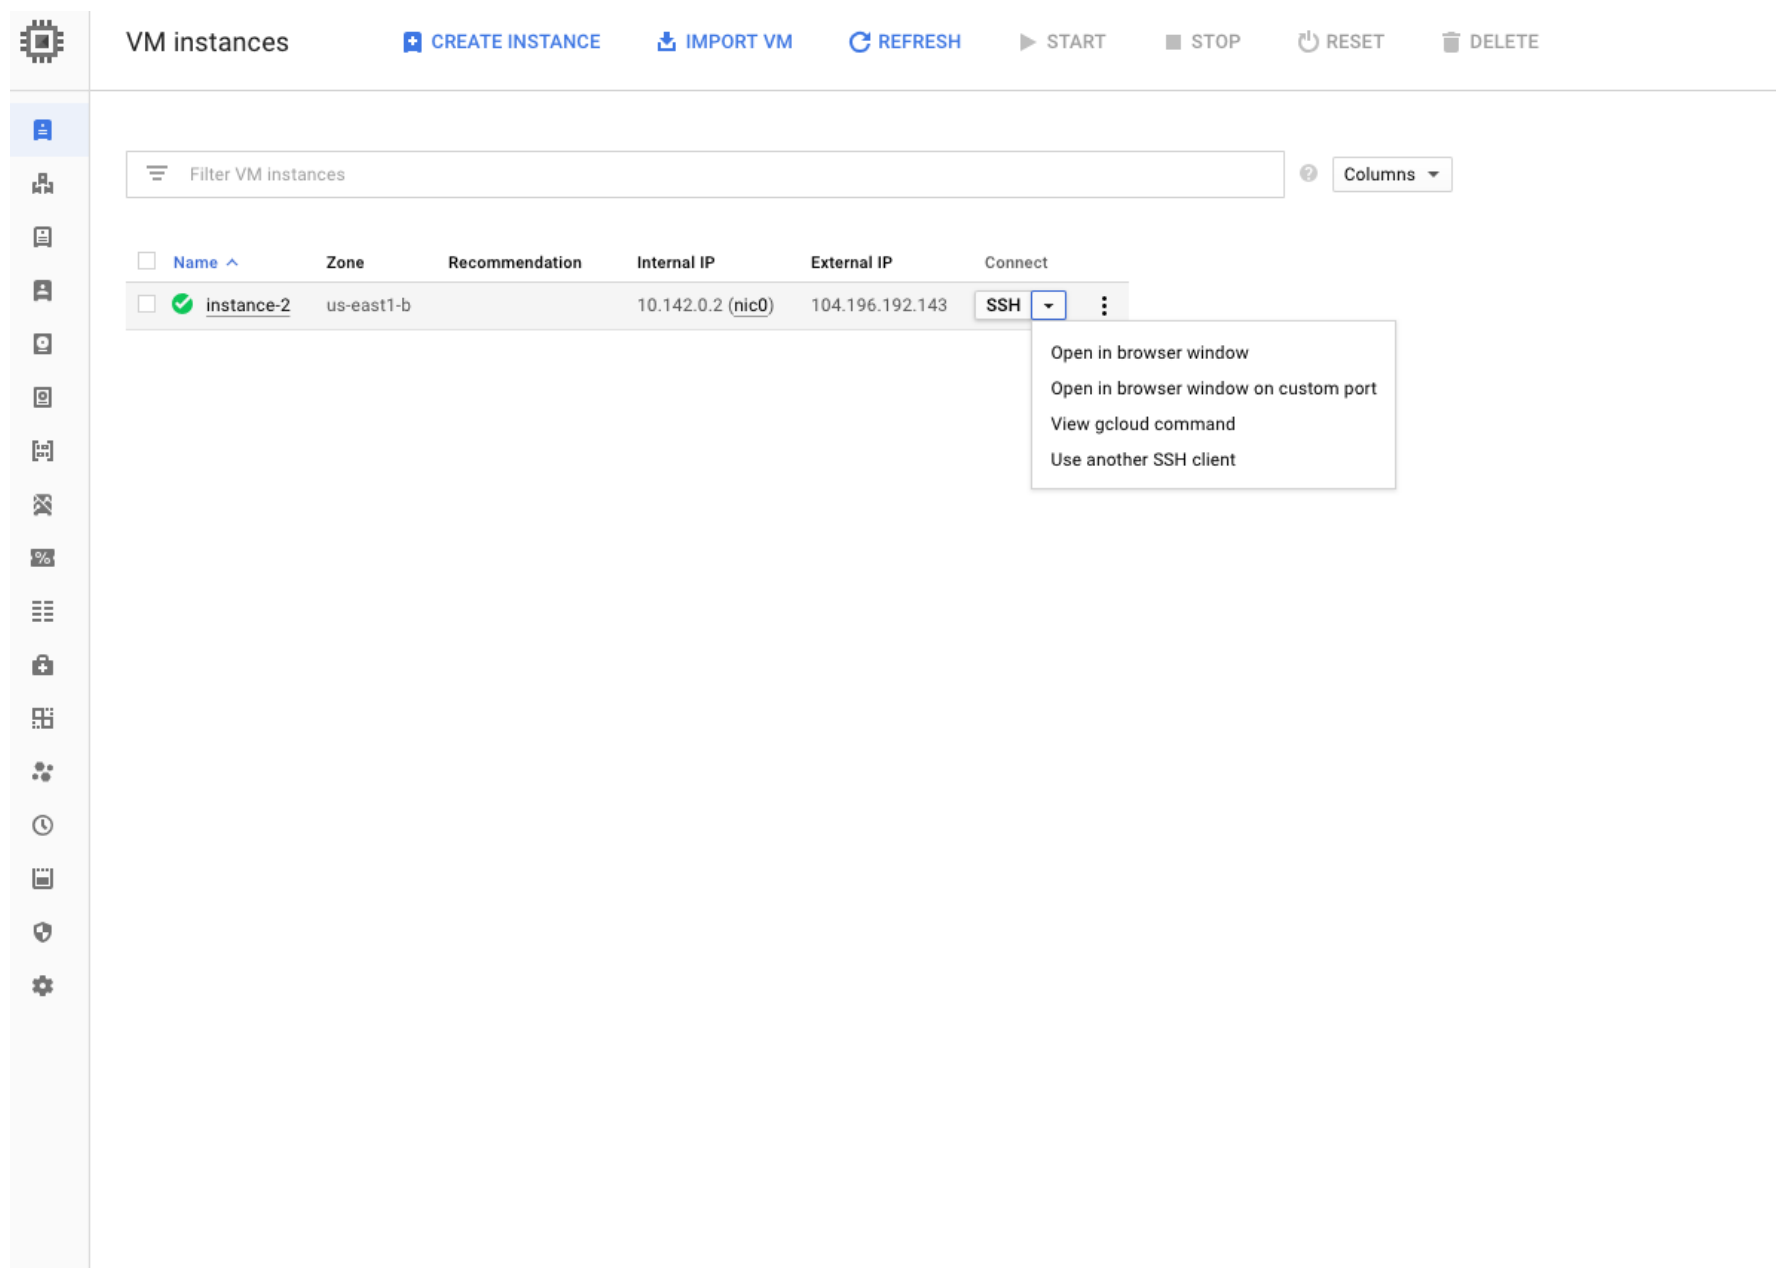 VM instances CREATE INSTANCE IMPORT VM REFRESH START STOP RESET DELETE
Filter VM instances ? Columns
Name Zone Recommendation Internal IP External IP Connect
instance-2 us-east1-b 10.142.0.2 (nic0) 104.196.192.143 SSH
Open in browser window
Open in browser window on custom port
View gcloud command
Use another SSH client
%